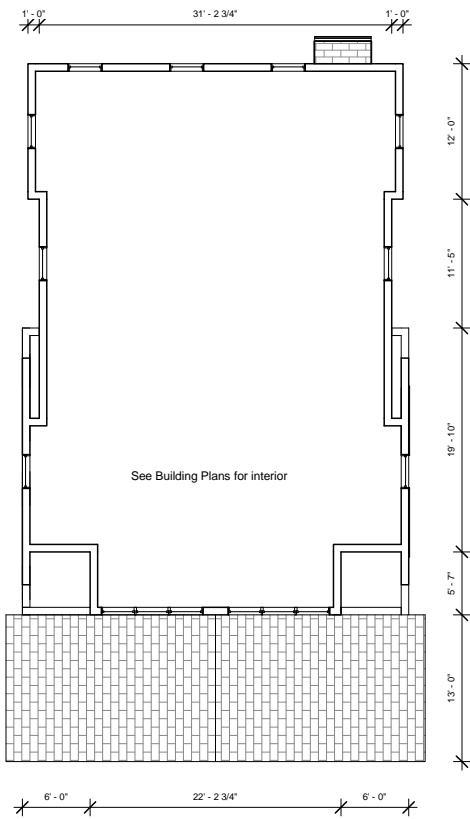 1' - 0" 31' - 2 3/4" 1' - 0"
12' - 0"
11' - 5"
19' - 10"
See Building Plans for interior
5' - 7"
13' - 0"
6' - 0" 22' - 2 3/4" 6' - 0"